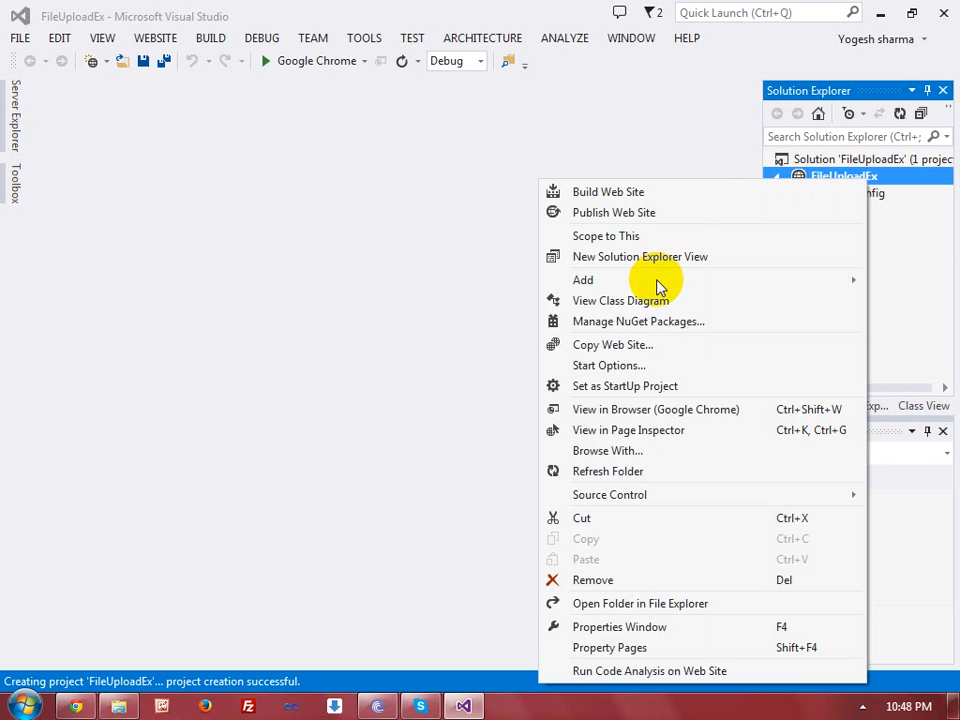 FileUploadEx - Microsoft Visual Studio
2
Quick Launch (Ctrl+Q)
FILE EDIT VIEW WEBSITE BUILD DEBUG TEAM TOOLS TEST ARCHITECTURE ANALYZE WINDOW HELP
Yogesh sharma
Google Chrome
Debug
Server Explorer
Toolbox
Solution Explorer
Search Solution Explorer (Ctrl+;
Solution 'FileUploadEx' (1 projec
FileUploadEx
nfig
Build Web Site
Publish Web Site
Scope to This
New Solution Explorer View
Add
View Class Diagram
Manage NuGet Packages...
Copy Web Site...
Start Options...
Set as StartUp Project
Exp... Class View
View in Browser (Google Chrome) Ctrl+Shift+W
View in Page Inspector Ctrl+K, Ctrl+G
Browse With...
Refresh Folder
Source Control
Cut Ctrl+X
Copy Ctrl+C
Paste Ctrl+V
Remove Del
Open Folder in File Explorer
Properties Window F4
Property Pages Shift+F4
Run Code Analysis on Web Site
Creating project 'FileUploadEx'... project creation successful.
10:48 PM